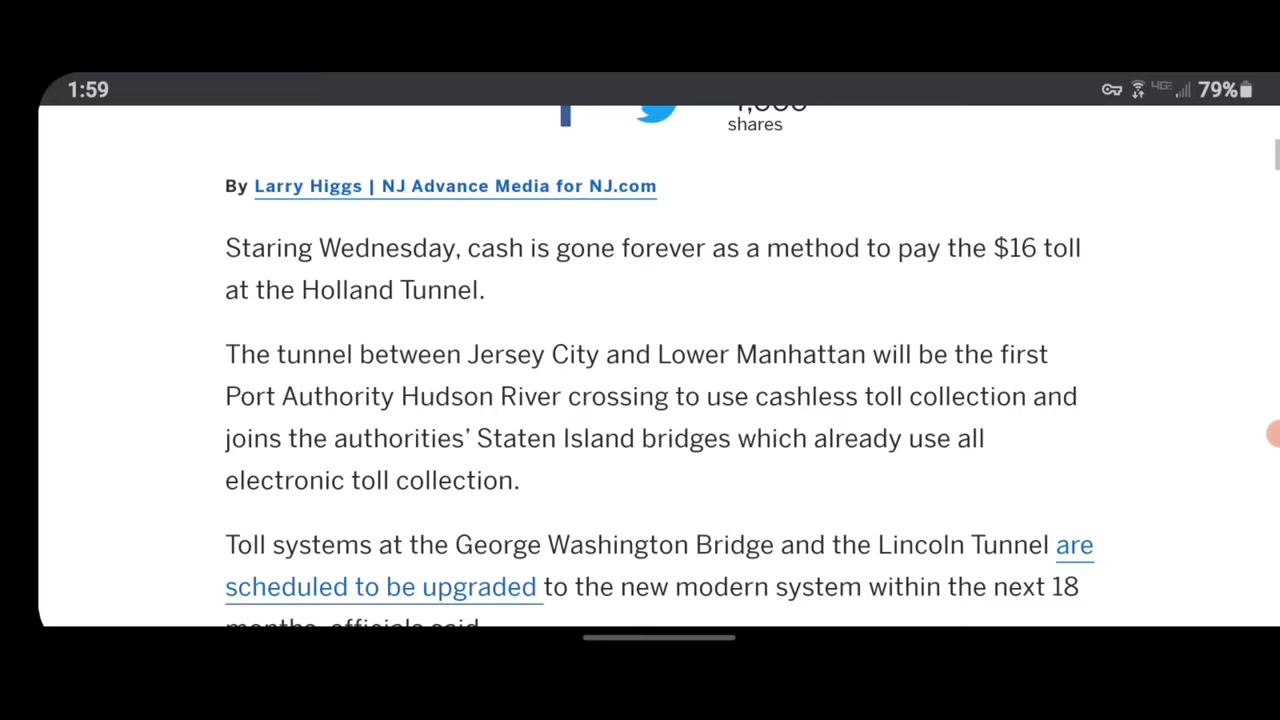 1:59
79%
shares
By Larry Higgs | NJ Advance Media for NJ.com
Staring Wednesday, cash is gone forever as a method to pay the $16 toll
at the Holland Tunnel.
The tunnel between Jersey City and Lower Manhattan will be the first
Port Authority Hudson River crossing to use cashless toll collection and
joins the authorities’ Staten Island bridges which already use all
electronic toll collection.
Toll systems at the George Washington Bridge and the Lincoln Tunnel are
scheduled to be upgraded to the new modern system within the next 18
months, officials said